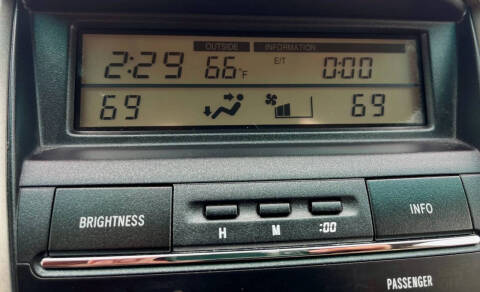 OUTSIDE INFORMATION
2:29 66°F E/T 0:00
69 69
BRIGHTNESS H M :00 INFO
PASSENGER